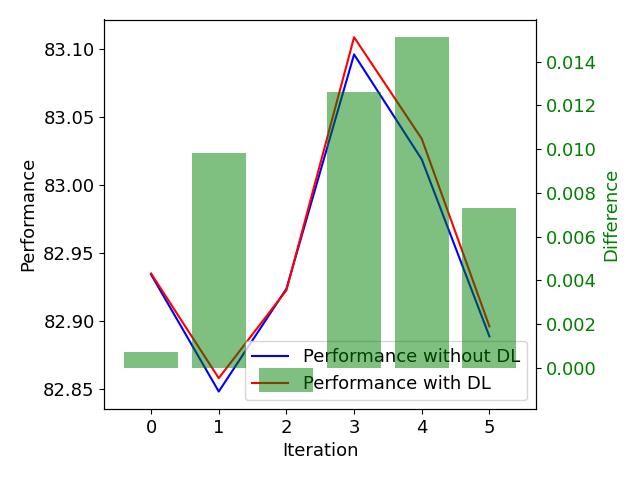 83.10
83.05
83.00
82.95
82.90
82.85
Performance
0.014
0.012
0.010
0.008
0.006
0.004
0.002
0.000
Difference
Performance without DL
Performance with DL
0 1 2 3 4 5
Iteration